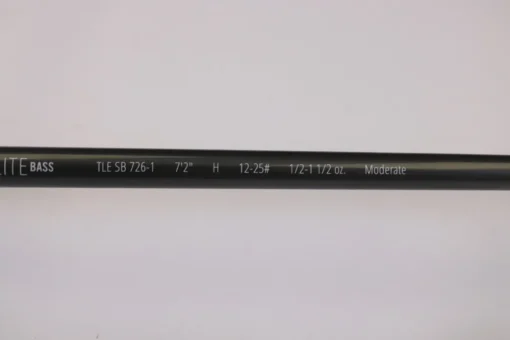 LITE BASS TLE SB 726-1 7'2" H 12-25# 1/2-1 1/2 oz. Moderate